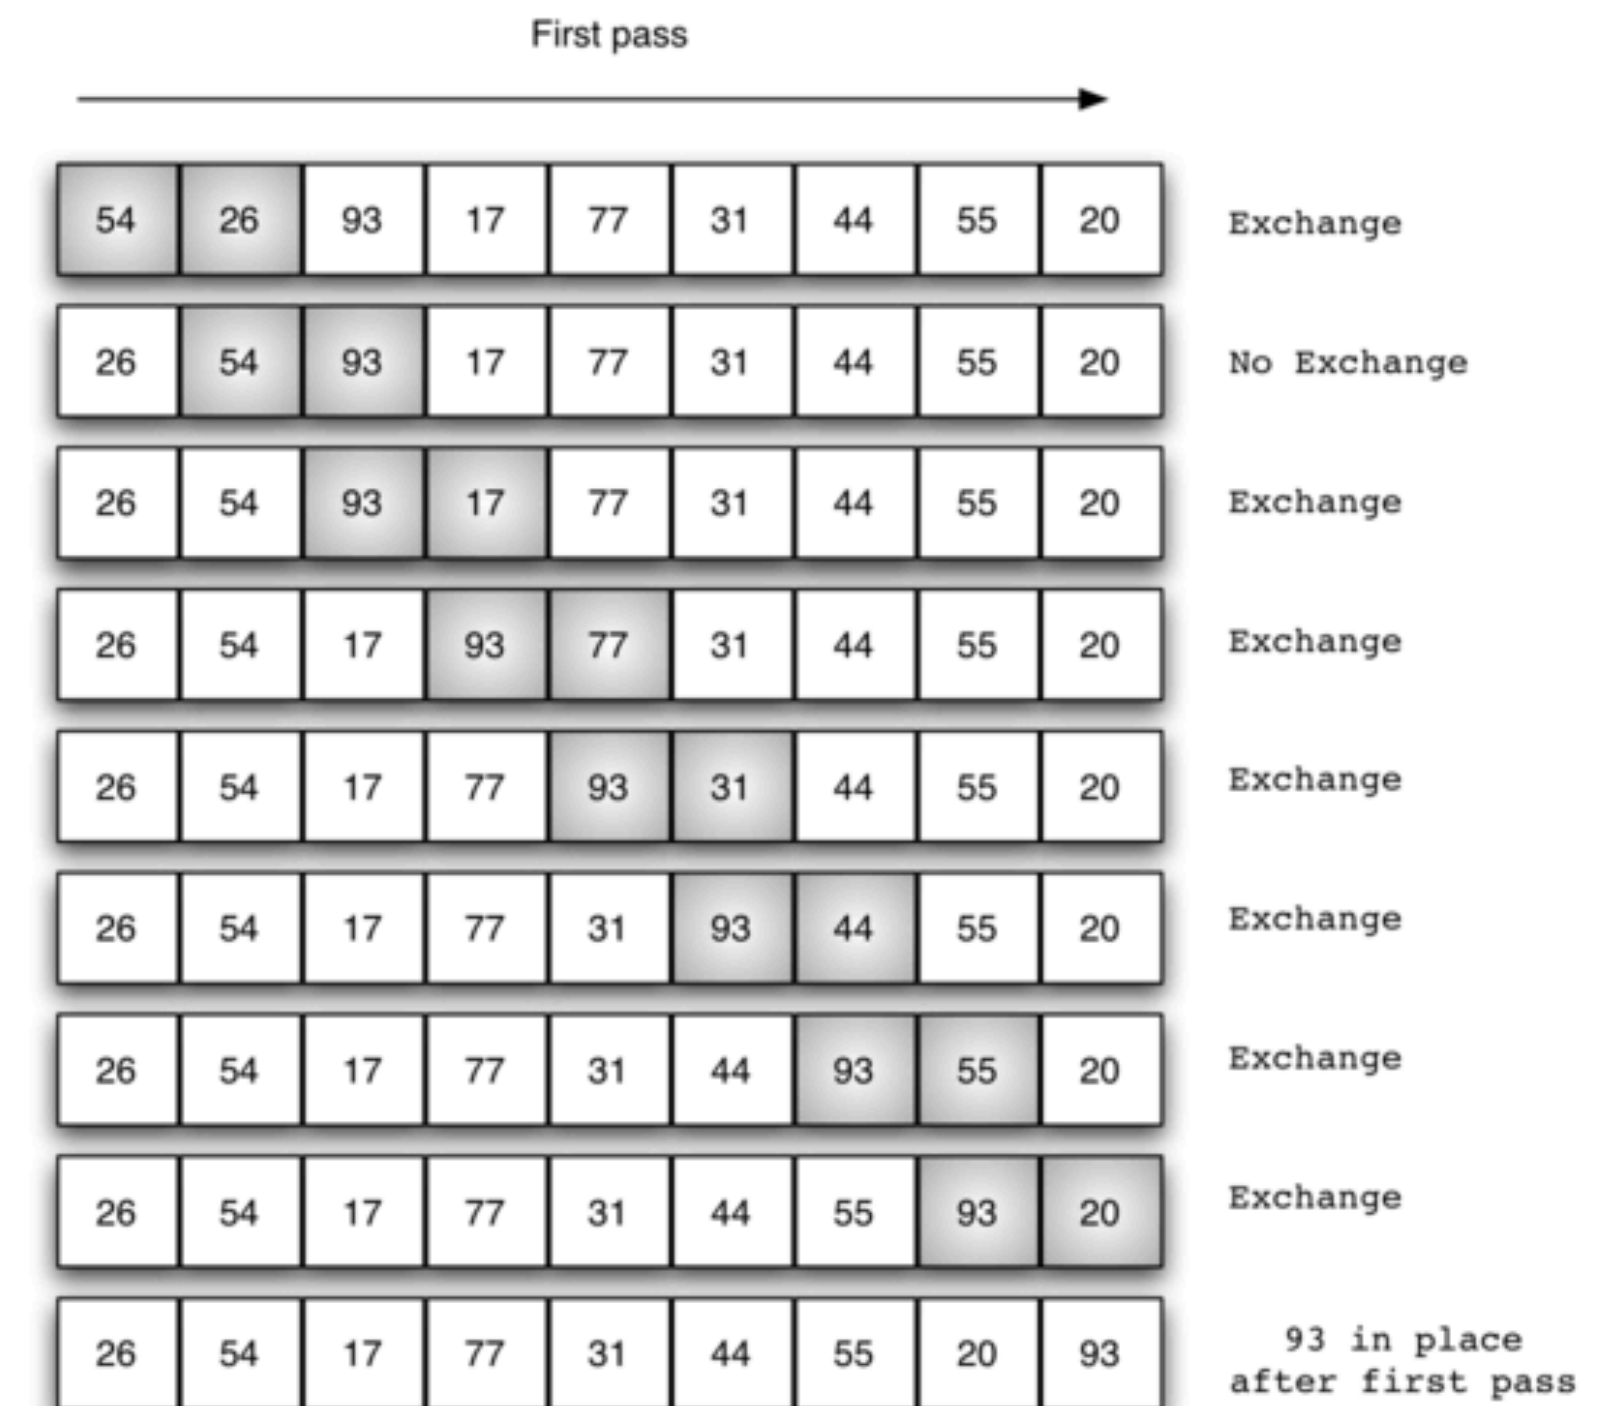 First pass
54 26 93 17 77 31 44 55 20 Exchange
26 54 93 17 77 31 44 55 20 No Exchange
26 54 93 17 77 31 44 55 20 Exchange
26 54 17 93 77 31 44 55 20 Exchange
26 54 17 77 93 31 44 55 20 Exchange
26 54 17 77 31 93 44 55 20 Exchange
26 54 17 77 31 44 93 55 20 Exchange
26 54 17 77 31 44 55 93 20 Exchange
26 54 17 77 31 44 55 20 93 93 in place
after first pass